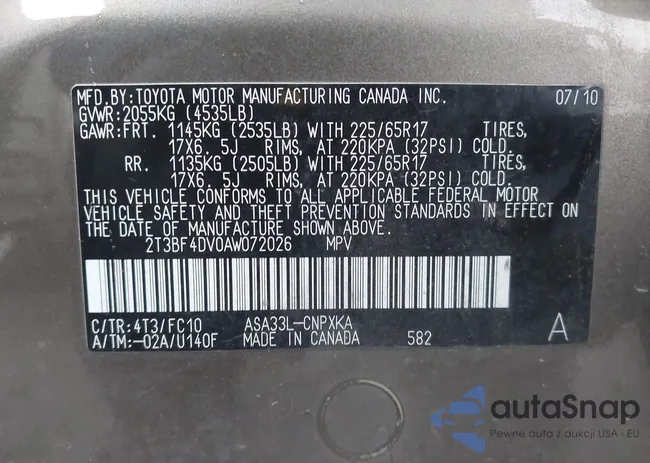 MFD.BY:TOYOTA MOTOR MANUFACTURING CANADA INC. 07/10
GVWR:2055KG (4535LB)
GAWR:FRT. 1145KG (2535LB) WITH 225/65R17 TIRES,
17X6.5J RIMS, AT 220KPA (32PSI) COLD.
RR. 1135KG (2505LB) WITH 225/65R17 TIRES,
17X6.5J RIMS, AT 220KPA (32PSI) COLD.
THIS VEHICLE CONFORMS TO ALL APPLICABLE FEDERAL MOTOR
VEHICLE SAFETY AND THEFT PREVENTION STANDARDS IN EFFECT ON
THE DATE OF MANUFACTURE SHOWN ABOVE.
2T3BF4DV0AW072026 MPV
C/TR:4T3/FC10 ASA33L-CNPXKA
A/TM:-02A/U140F MADE IN CANADA 582 A
autaSnap
Pewne auta z aukcji USA i EU